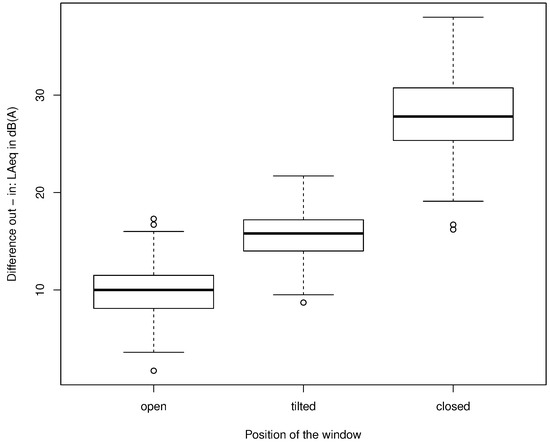 Difference out – in: LAeq in dB(A)
30
20
10
open tilted closed
Position of the window